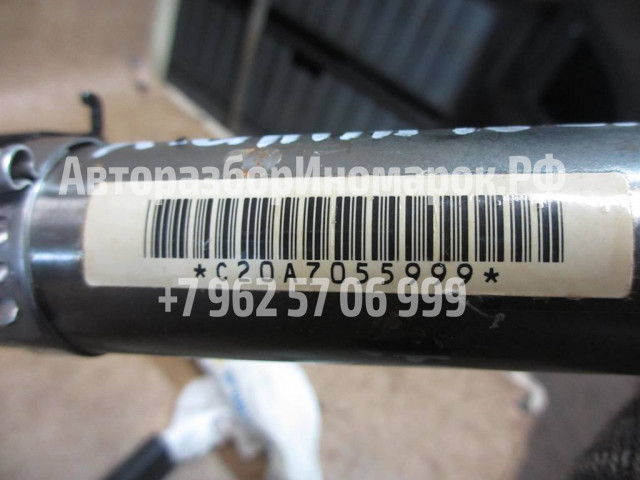 АвторазборИномарок.РФ
*C20A7055999*
+7 962 57 06 999